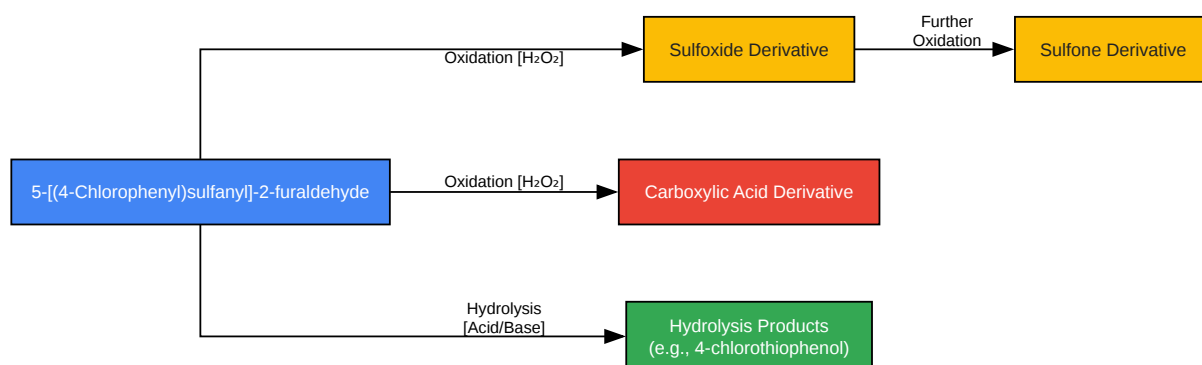 Further
Oxidation
Oxidation [H₂O₂]
Sulfoxide Derivative
Sulfone Derivative
5-[(4-Chlorophenyl)sulfanyl]-2-furaldehyde
Oxidation [H₂O₂]
Carboxylic Acid Derivative
Hydrolysis
[Acid/Base]
Hydrolysis Products
(e.g., 4-chlorothiophenol)